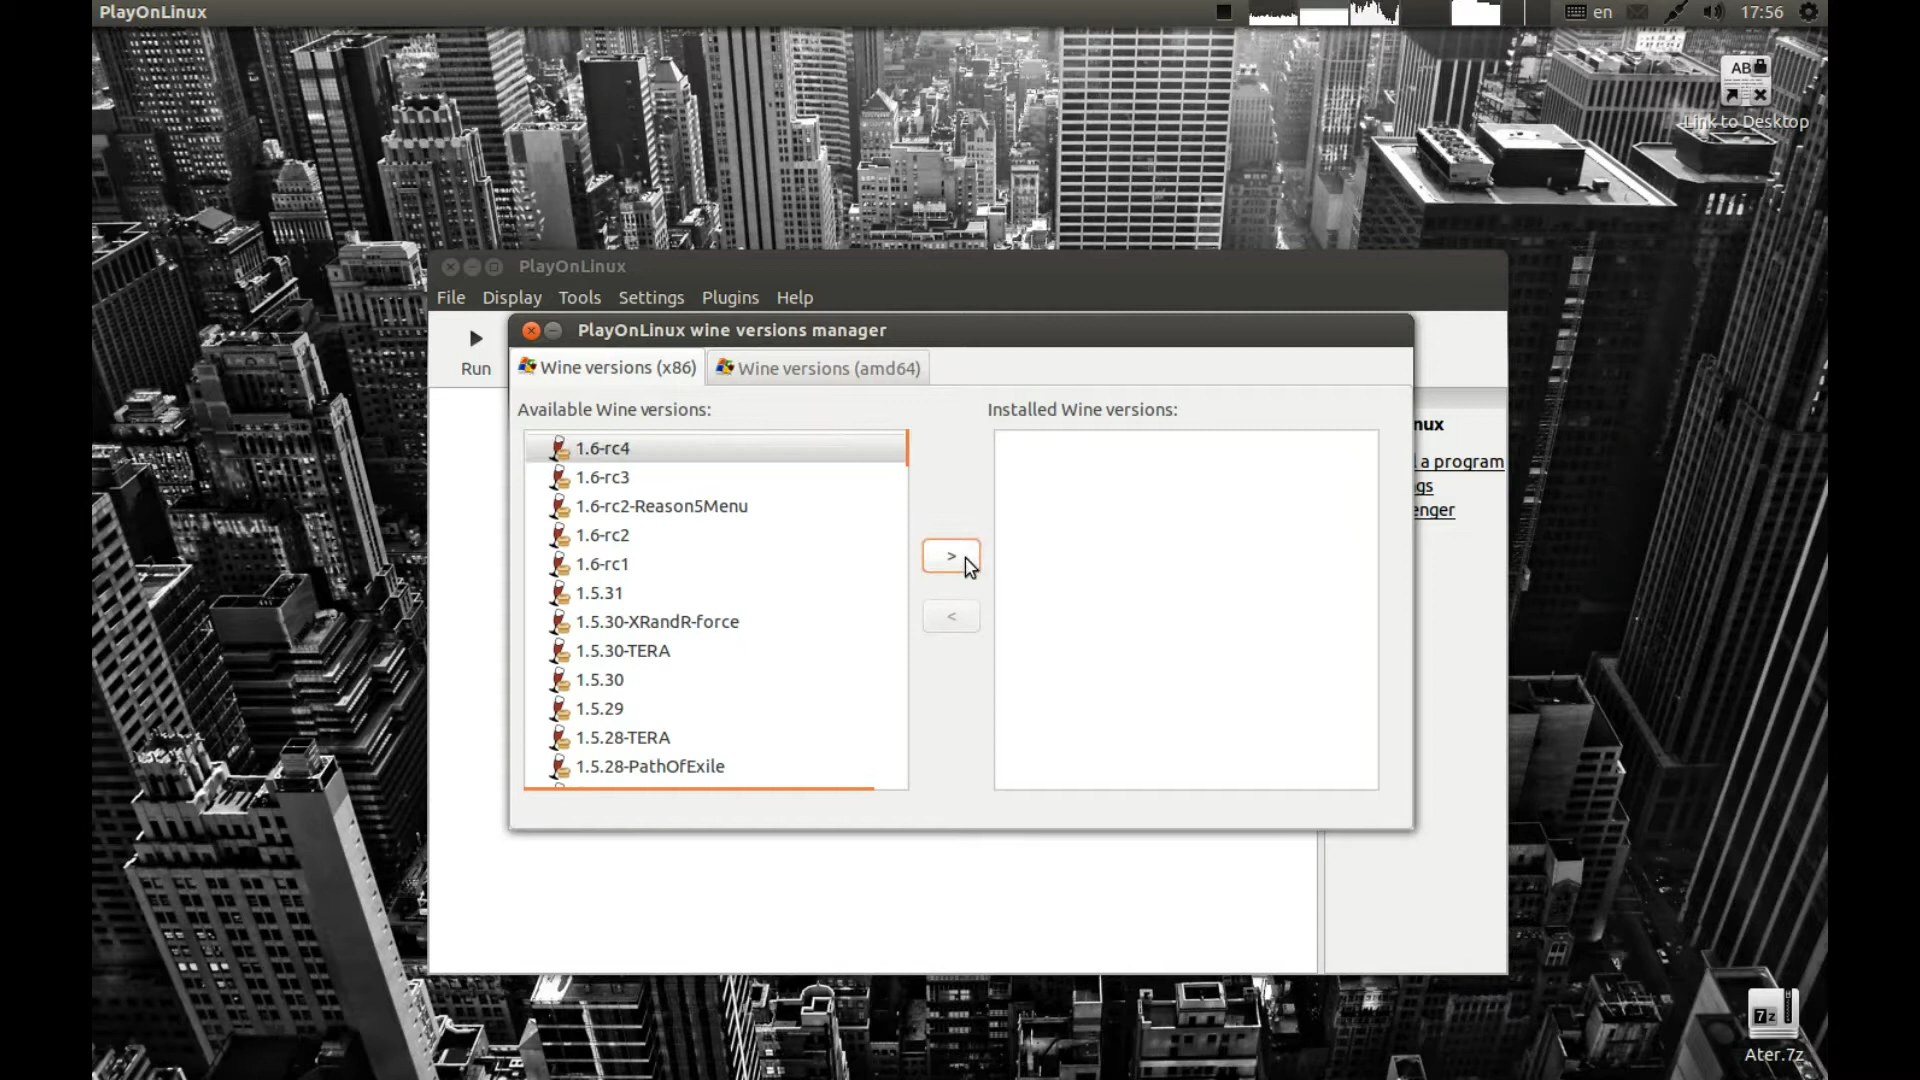 PlayOnLinux
en
17:56
AB
Link to Desktop
PlayOnLinux
File Display Tools Settings Plugins Help
Run
PlayOnLinux wine versions manager
Wine versions (x86)
Wine versions (amd64)
Available Wine versions:
Installed Wine versions:
1.6-rc4
1.6-rc3
1.6-rc2-Reason5Menu
1.6-rc2
1.6-rc1
1.5.31
1.5.30-XRandR-force
1.5.30-TERA
1.5.30
1.5.29
1.5.28-TERA
1.5.28-PathOfExile
>
<
nux
l a program
gs
enger
7z
Ater.7z